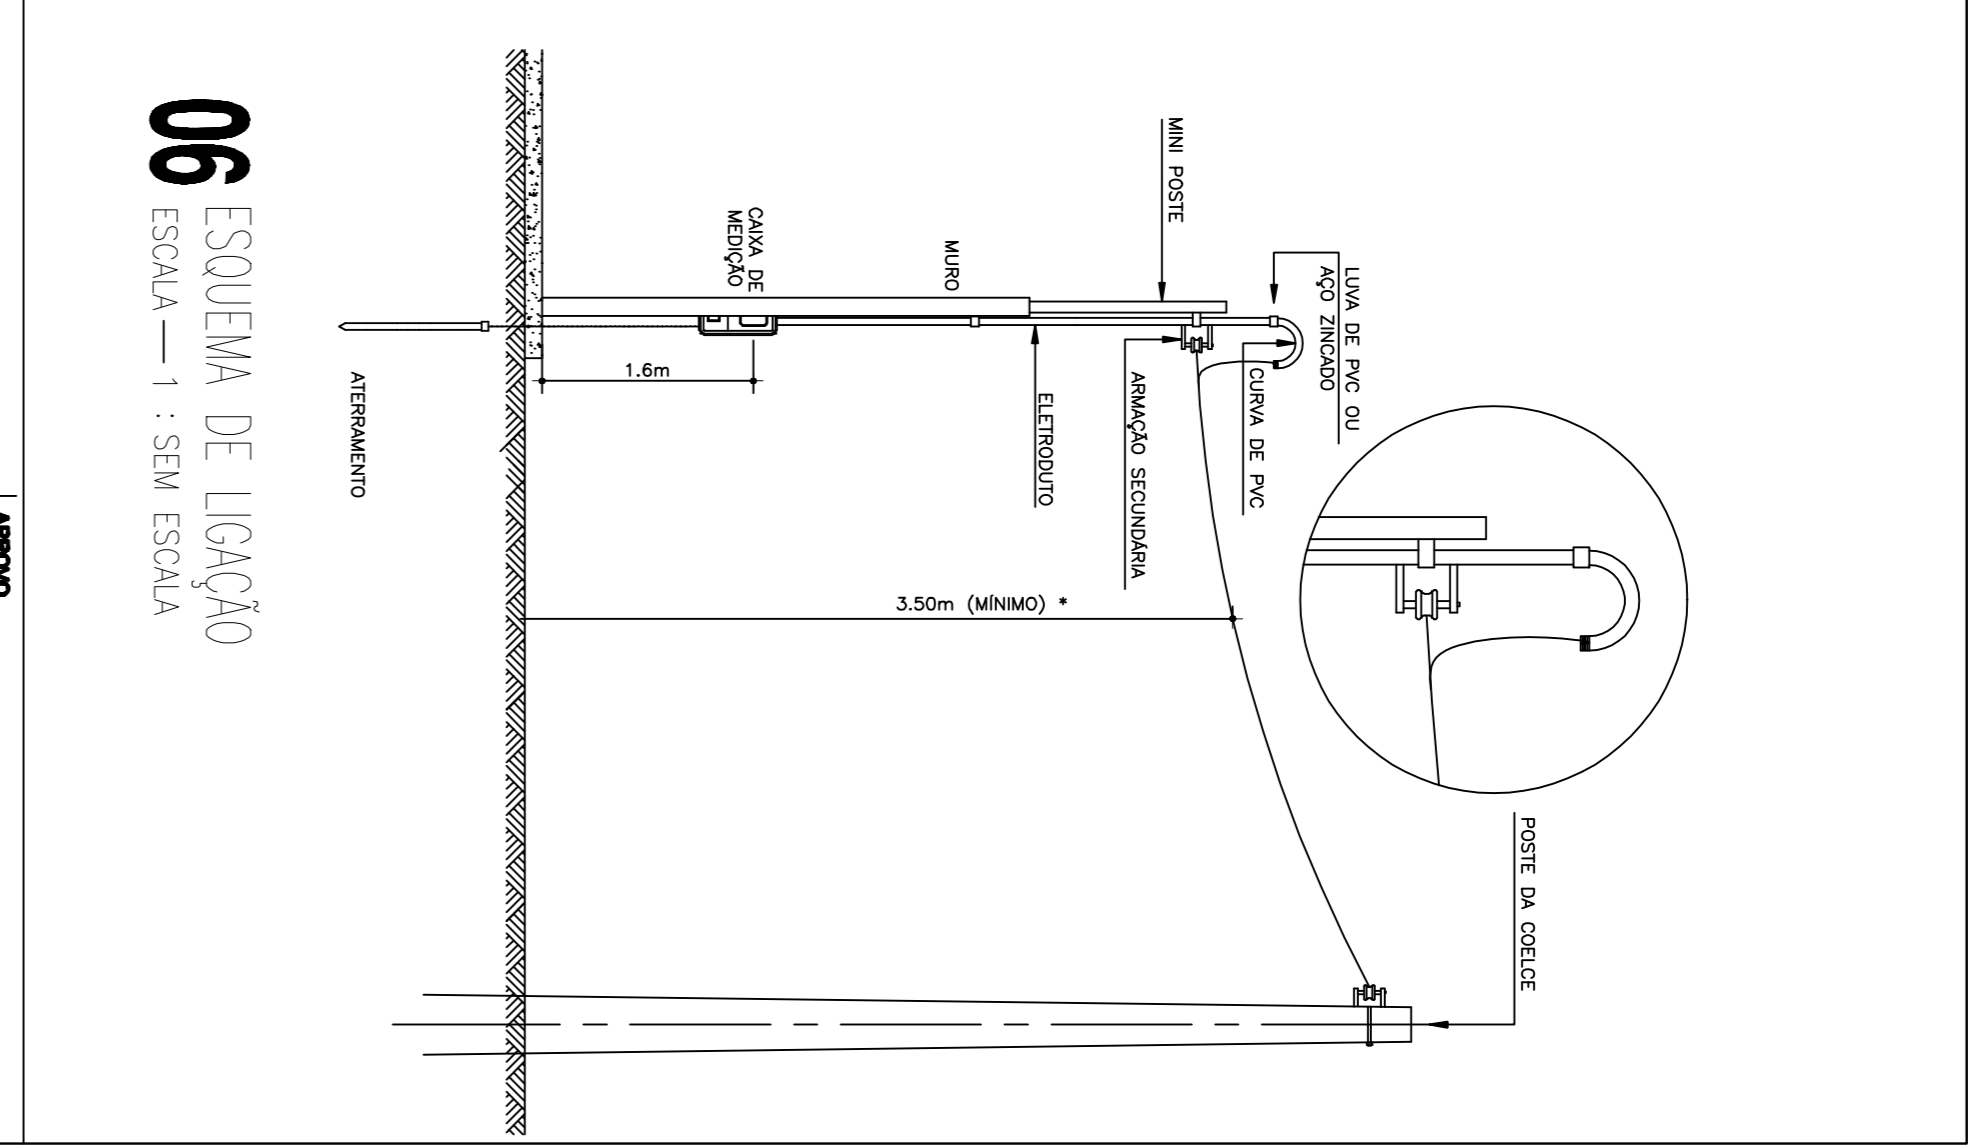 POSTE DA COELCE
LUVA DE PVC OU
AÇO ZINCADO
CURVA DE PVC
MINI POSTE
ARMAÇÃO SECUNDÁRIA
3.50m (MÍNIMO) *
ELETRODUTO
MURO
CAIXA DE
MEDIÇÃO
1.6m
ATERRAMENTO
06 ESQUEMA DE LIGAÇÃO
ESCALA — 1 : SEM ESCALA